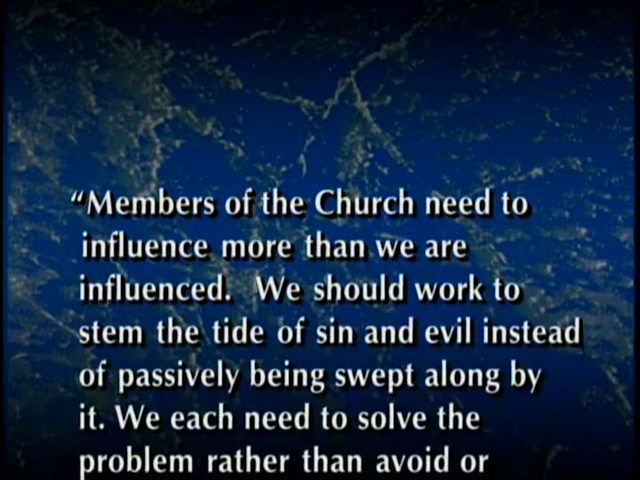 “Members of the Church need to
influence more than we are
influenced. We should work to
stem the tide of sin and evil instead
of passively being swept along by
it. We each need to solve the
problem rather than avoid or